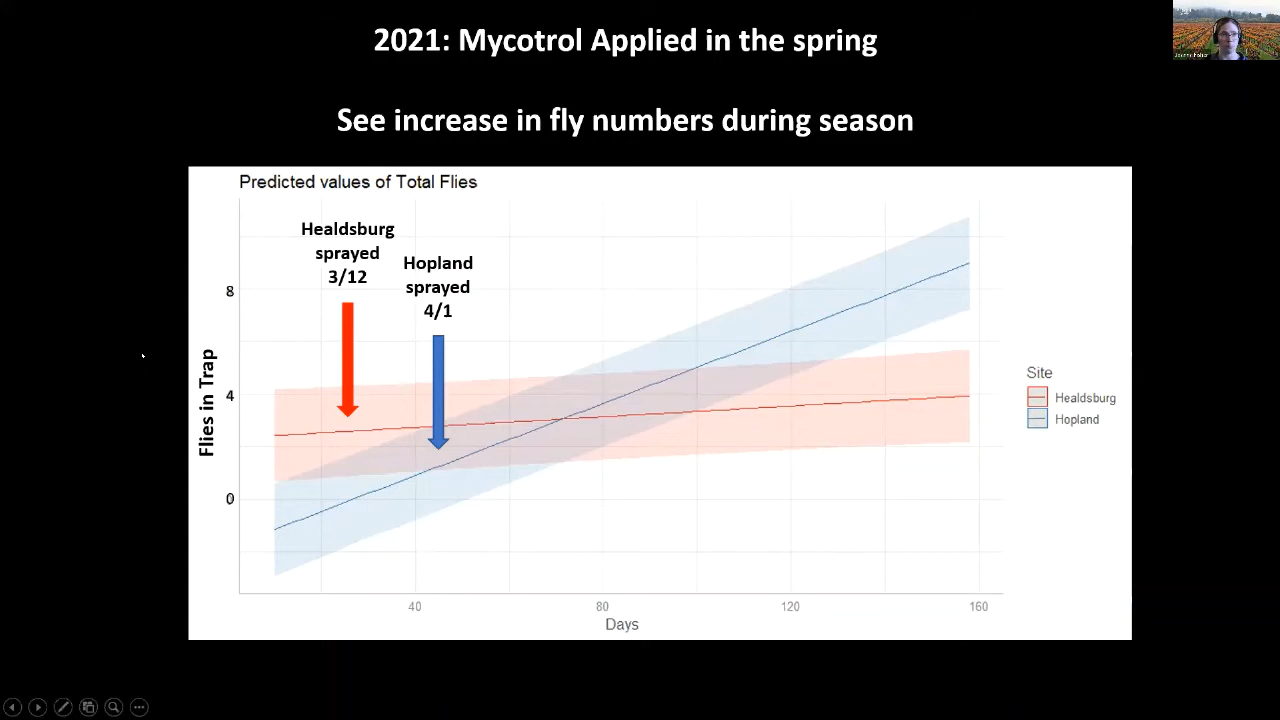 2021: Mycotrol Applied in the spring
See increase in fly numbers during season
Predicted values of Total Flies
Healdsburg
sprayed
3/12
Hopland
sprayed
4/1
8
4
0
Flies in Trap
40
80
120
160
Days
Site
Healdsburg
Hopland